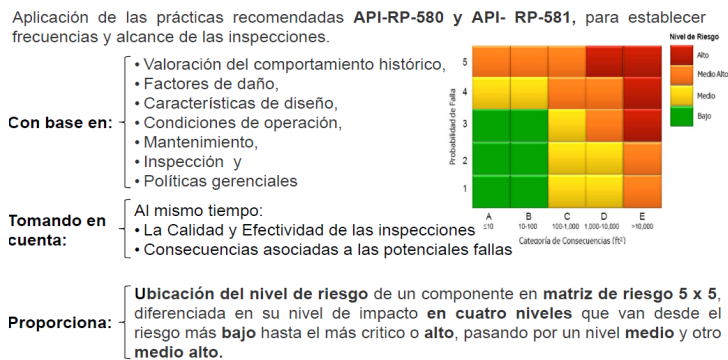 Aplicación de las prácticas recomendadas API-RP-580 y API- RP-581, para establecer
frecuencias y alcance de las inspecciones.
Con base en:
• Valoración del comportamiento histórico,
• Factores de daño,
• Características de diseño,
• Condiciones de operación,
• Mantenimiento,
• Inspección y
• Políticas gerenciales
Nivel de Riesgo
Alto
Medio Alto
Medio
Bajo
Probabilidad de Falla
5
4
3
2
1
A B C D E
≤10 10-100 100-1,000 1,000-10,000 >10,000
Categoría de Consecuencias (ft²)
Tomando en
cuenta:
Al mismo tiempo:
• La Calidad y Efectividad de las inspecciones
• Consecuencias asociadas a las potenciales fallas
Proporciona:
Ubicación del nivel de riesgo de un componente en matriz de riesgo 5 x 5,
diferenciada en su nivel de impacto en cuatro niveles que van desde el
riesgo más bajo hasta el más critico o alto, pasando por un nivel medio y otro
medio alto.